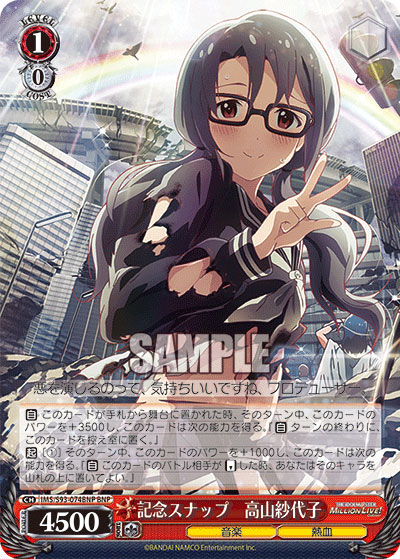 LEVEL
1
0
COST
SAMPLE
悪を演じるのって、気持ちいいですね、プロデューサー。
【自】 このカードが手札から舞台に置かれた時、そのターン中、このカードの
パワーを＋3500し、このカードは次の能力を得る。『【自】 ターンの終わりに、
このカードを控え室に置く。』
【起】［⑴］ そのターン中、このカードのパワーを＋1000し、このカードは次の
能力を得る。『【自】 このカードのバトル相手が した時、あなたはそのキャラを
山札の上に置いてよい。』
CH IMS/S93-074BNP BNP
記念スナップ 高山紗代子
THE IDOLM@STER MILLION LIVE!
POWER
4500
音楽
熱血
©BANDAI NAMCO Entertainment Inc.